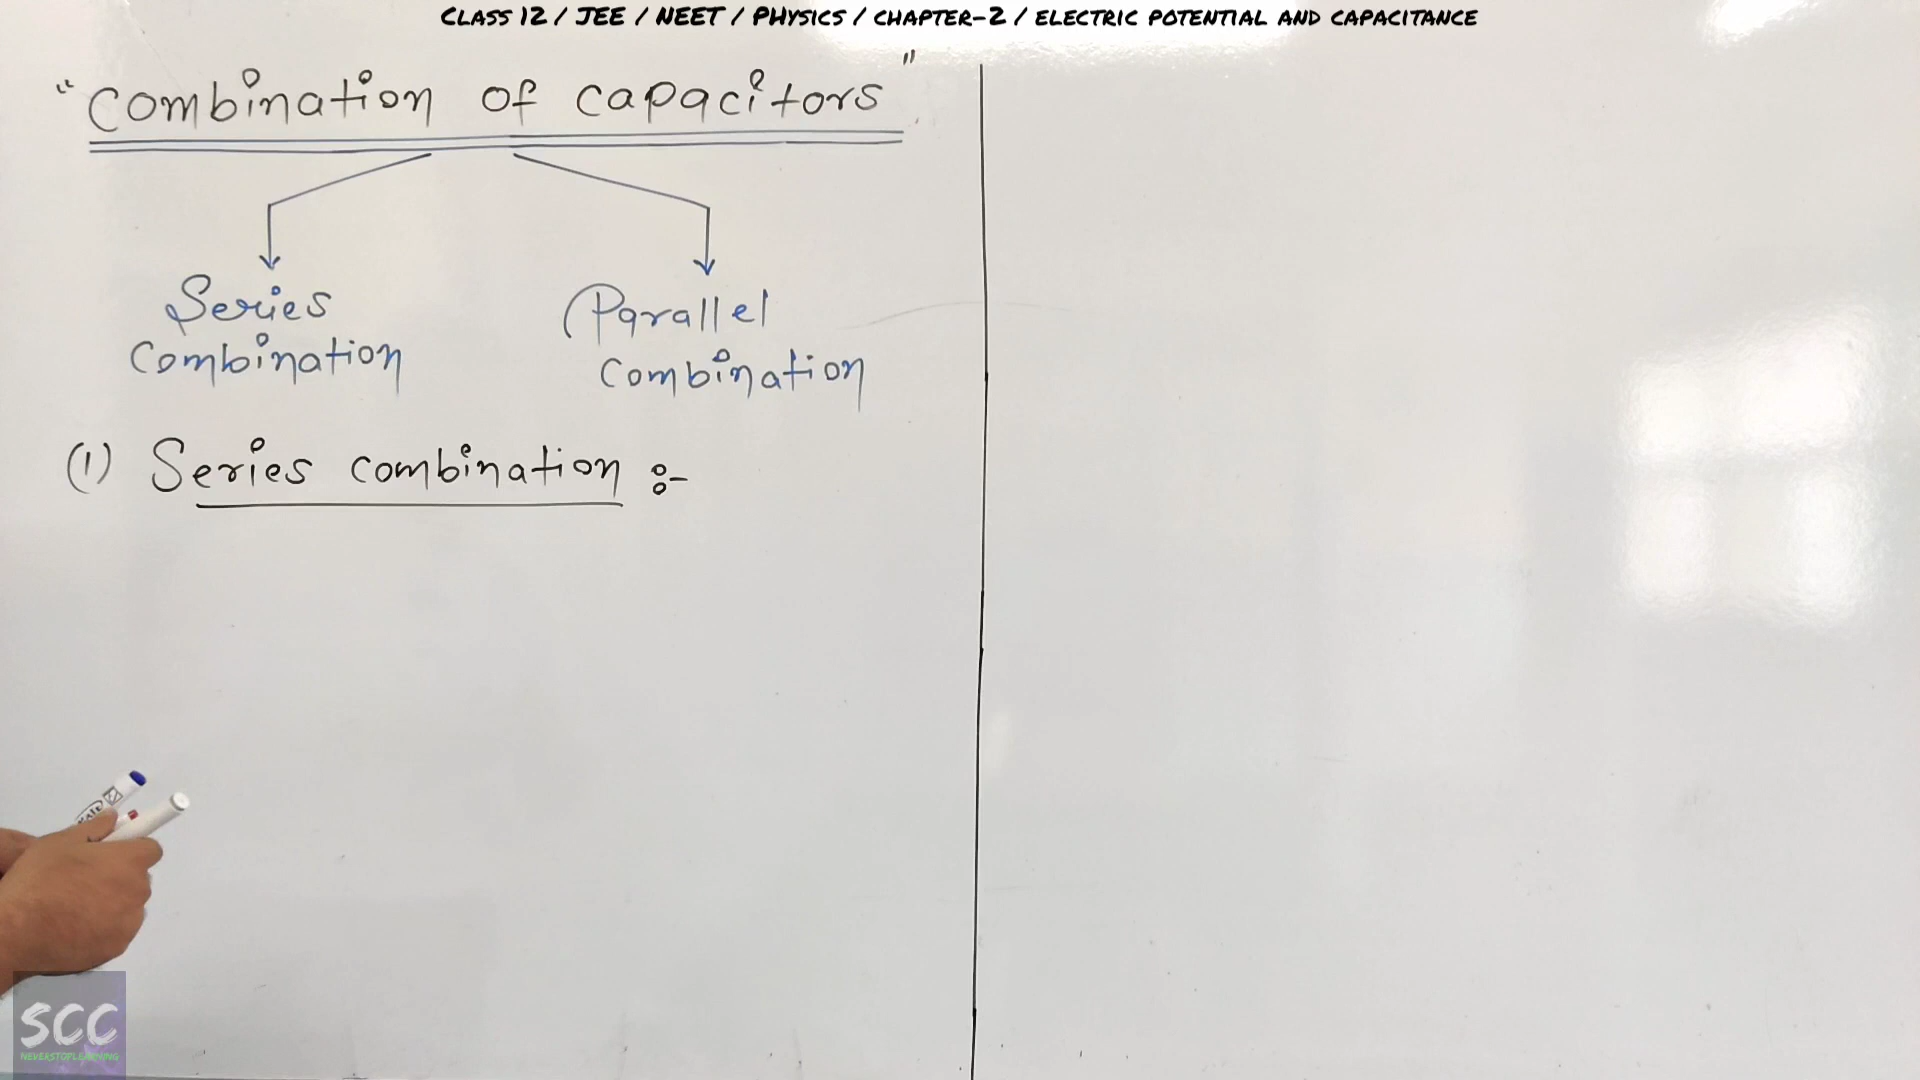 CLASS 12 / JEE / NEET / PHYSICS / CHAPTER-2 / ELECTRIC POTENTIAL AND CAPACITANCE
"Combination of capacitors"
Series
Combination
Parallel
Combination
(1) Series combination :-
SCC
NEVERSTOPLEARNING